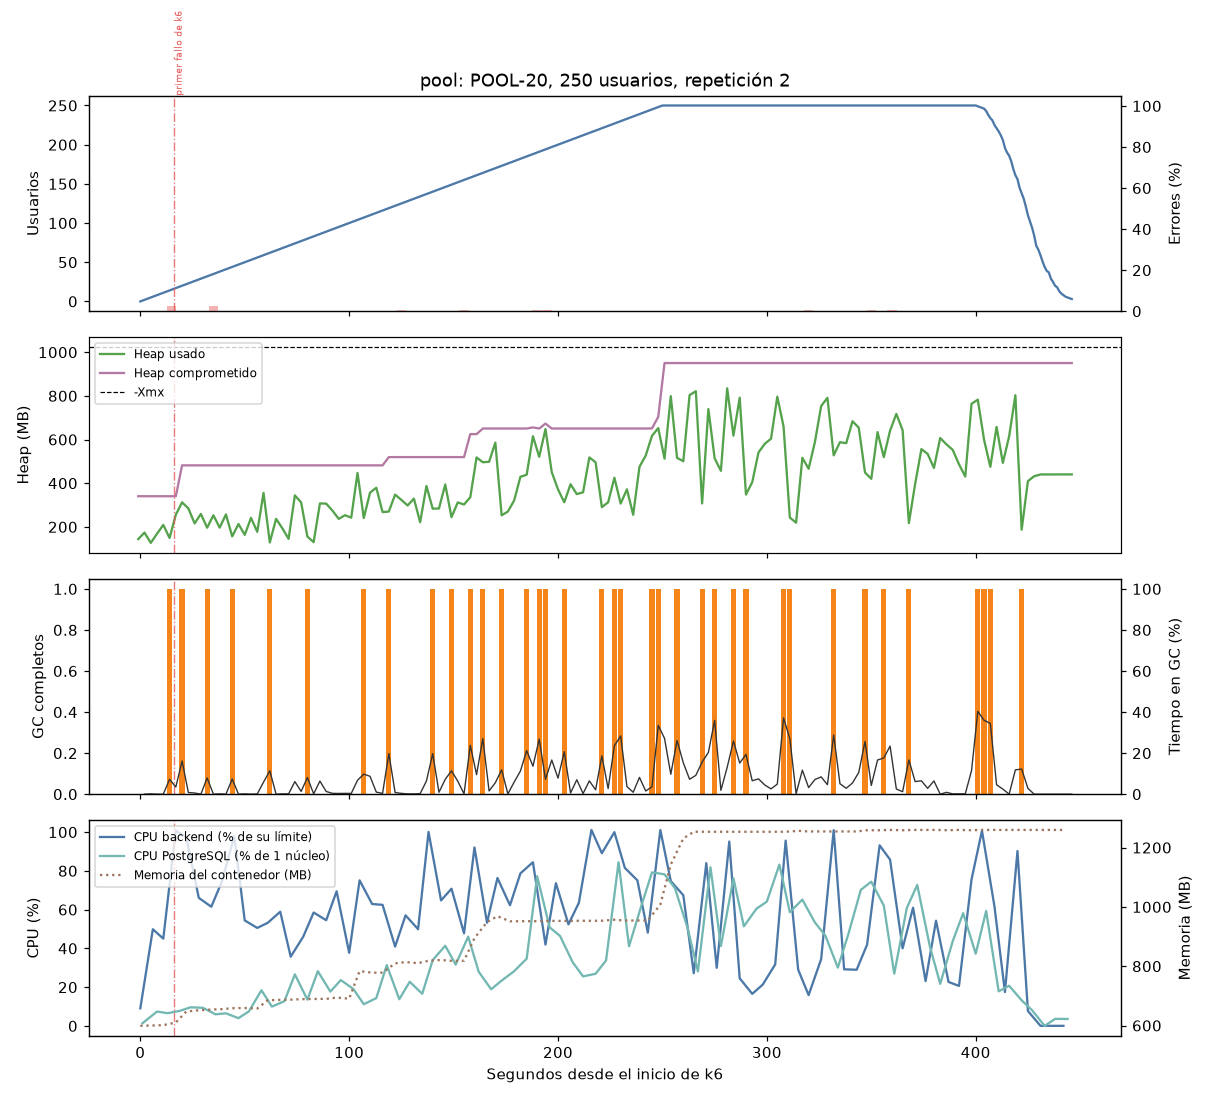 primer fallo de k6
pool: POOL-20, 250 usuarios, repetición 2
250
200
150
100
50
0
Usuarios
100
80
60
40
20
0
Errores (%)
1000
800
600
400
200
Heap (MB)
Heap usado
Heap comprometido
-Xmx
1.0
0.8
0.6
0.4
0.2
0.0
GC completos
100
80
60
40
20
0
Tiempo en GC (%)
100
80
60
40
20
0
CPU (%)
CPU backend (% de su límite)
CPU PostgreSQL (% de 1 núcleo)
Memoria del contenedor (MB)
1200
1000
800
600
Memoria (MB)
0 100 200 300 400
Segundos desde el inicio de k6